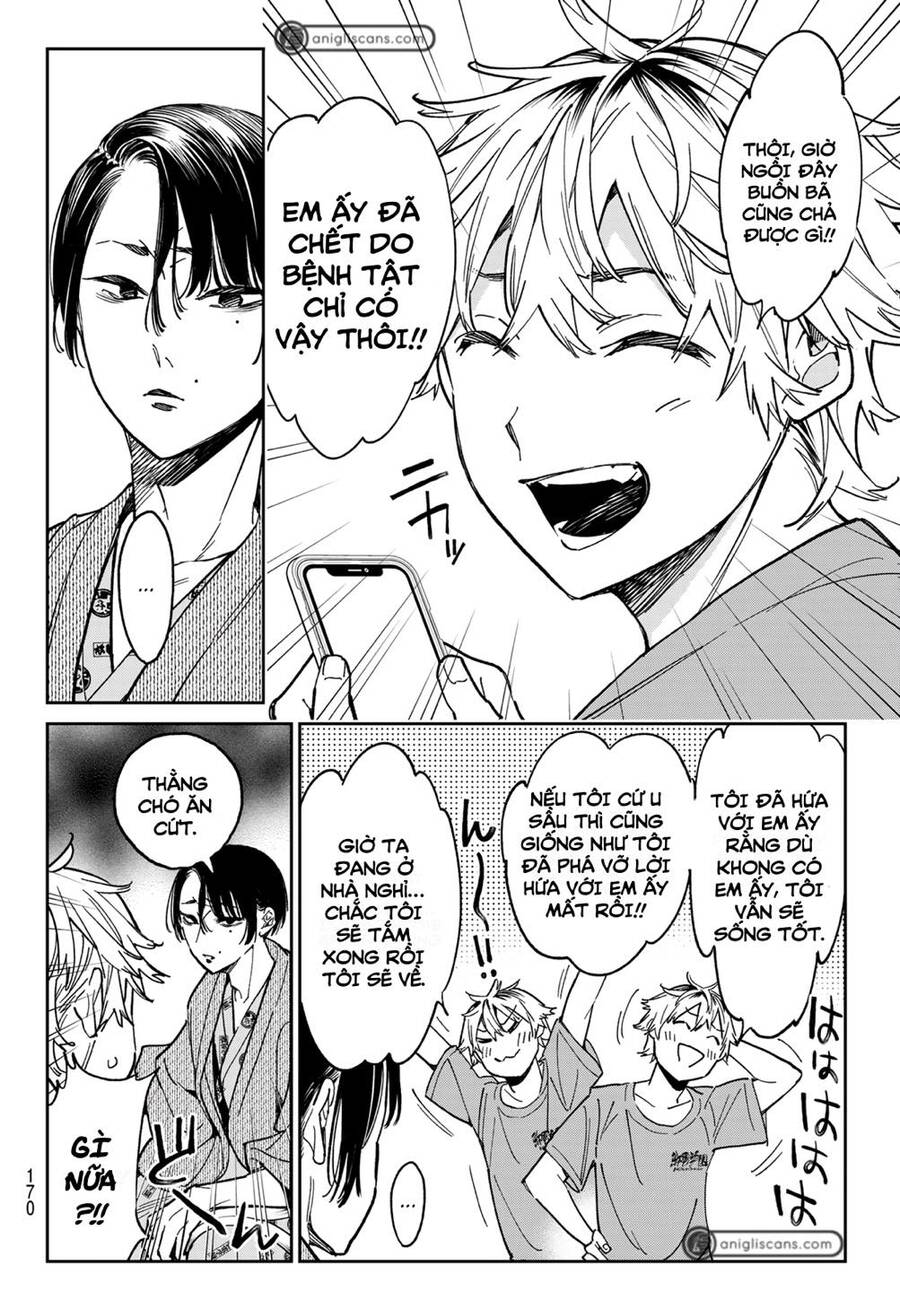 anigliscans.com
THÔI, GIỜ
NGỒI ĐÂY
BUỒN BÃ
CŨNG CHẢ
ĐƯỢC GÌ!!
EM ẤY ĐÃ
CHẾT DO
BỆNH TẬT
CHỈ CÓ
VẬY THÔI!!
ニカッ
...
TÔI ĐÃ HỨA
VỚI EM ẤY
RẰNG DÙ
KHONG CÓ
EM ẤY, TÔI
VẪN SẼ
SỐNG TỐT.
NẾU TÔI CỨ U
SẦU THÌ CŨNG
GIỐNG NHƯ TÔI
ĐÃ PHÁ VỠ LỜI
HỨA VỚI EM ẤY
MẤT RỒI!!
GIỜ TA
ĐANG Ở
NHÀ NGHỈ...
CHẮC TÔI
SẼ TẮM
XONG RỒI
TÔI SẼ VỀ.
はははは
ん~!!
...
THẰNG
CHÓ ĂN
CỨT.
GÌ
NỮA
?!!
170
anigliscans.com